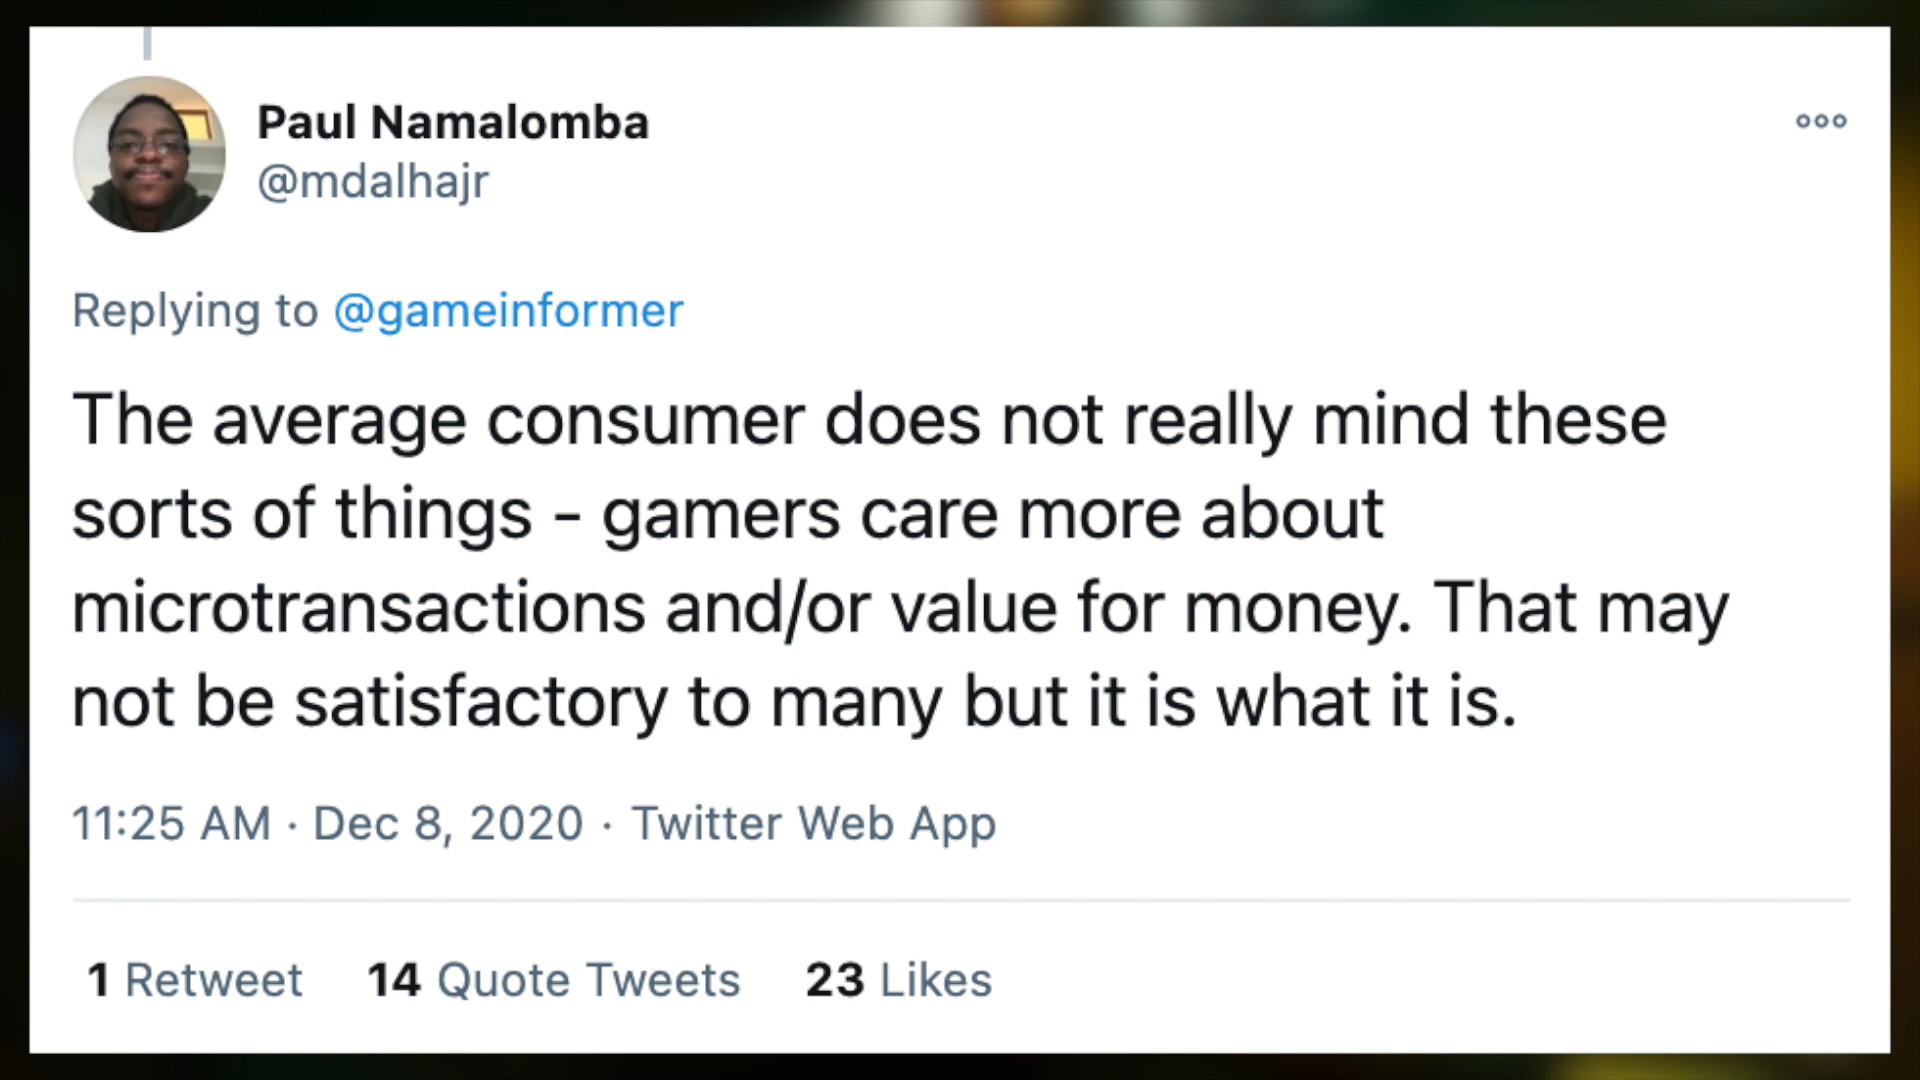 Paul Namalomba
@mdalhajr
Replying to @gameinformer
The average consumer does not really mind these
sorts of things - gamers care more about
microtransactions and/or value for money. That may
not be satisfactory to many but it is what it is.
11:25 AM · Dec 8, 2020 · Twitter Web App
1 Retweet 14 Quote Tweets 23 Likes